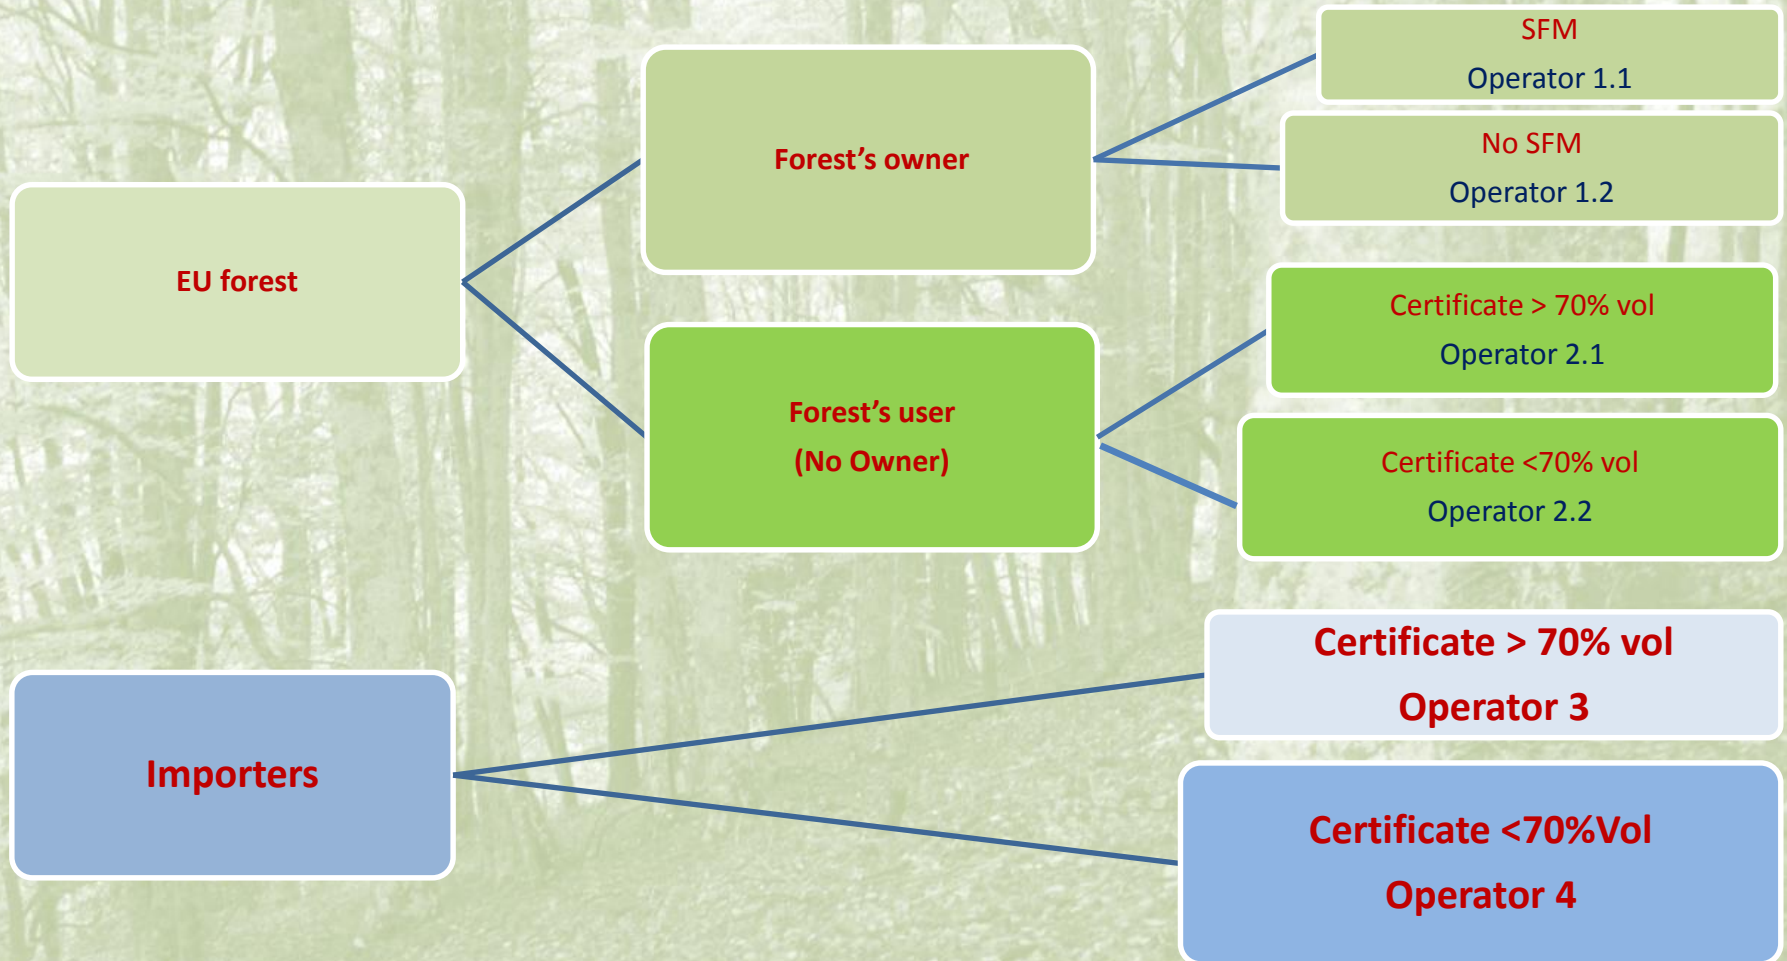 EU forest
Forest’s owner
SFM
Operator 1.1
No SFM
Operator 1.2
Forest’s user
(No Owner)
Certificate > 70% vol
Operator 2.1
Certificate <70% vol
Operator 2.2
Importers
Certificate > 70% vol
Operator 3
Certificate <70%Vol
Operator 4